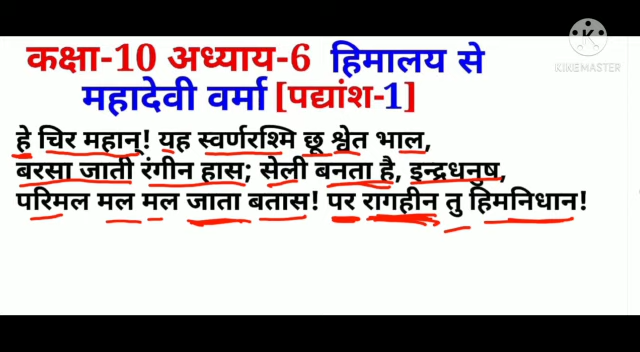 KINEMASTER
कक्षा-10 अध्याय-6 हिमालय से
महादेवी वर्मा [पद्यांश-1]
हे चिर महान्! यह स्वर्णरश्मि छू श्वेत भाल,
बरसा जाती रंगीन हास; सेली बनता है, इन्द्रधनुष,
परिमल मल मल जाता बतास! पर रागहीन तु हिमनिधान!